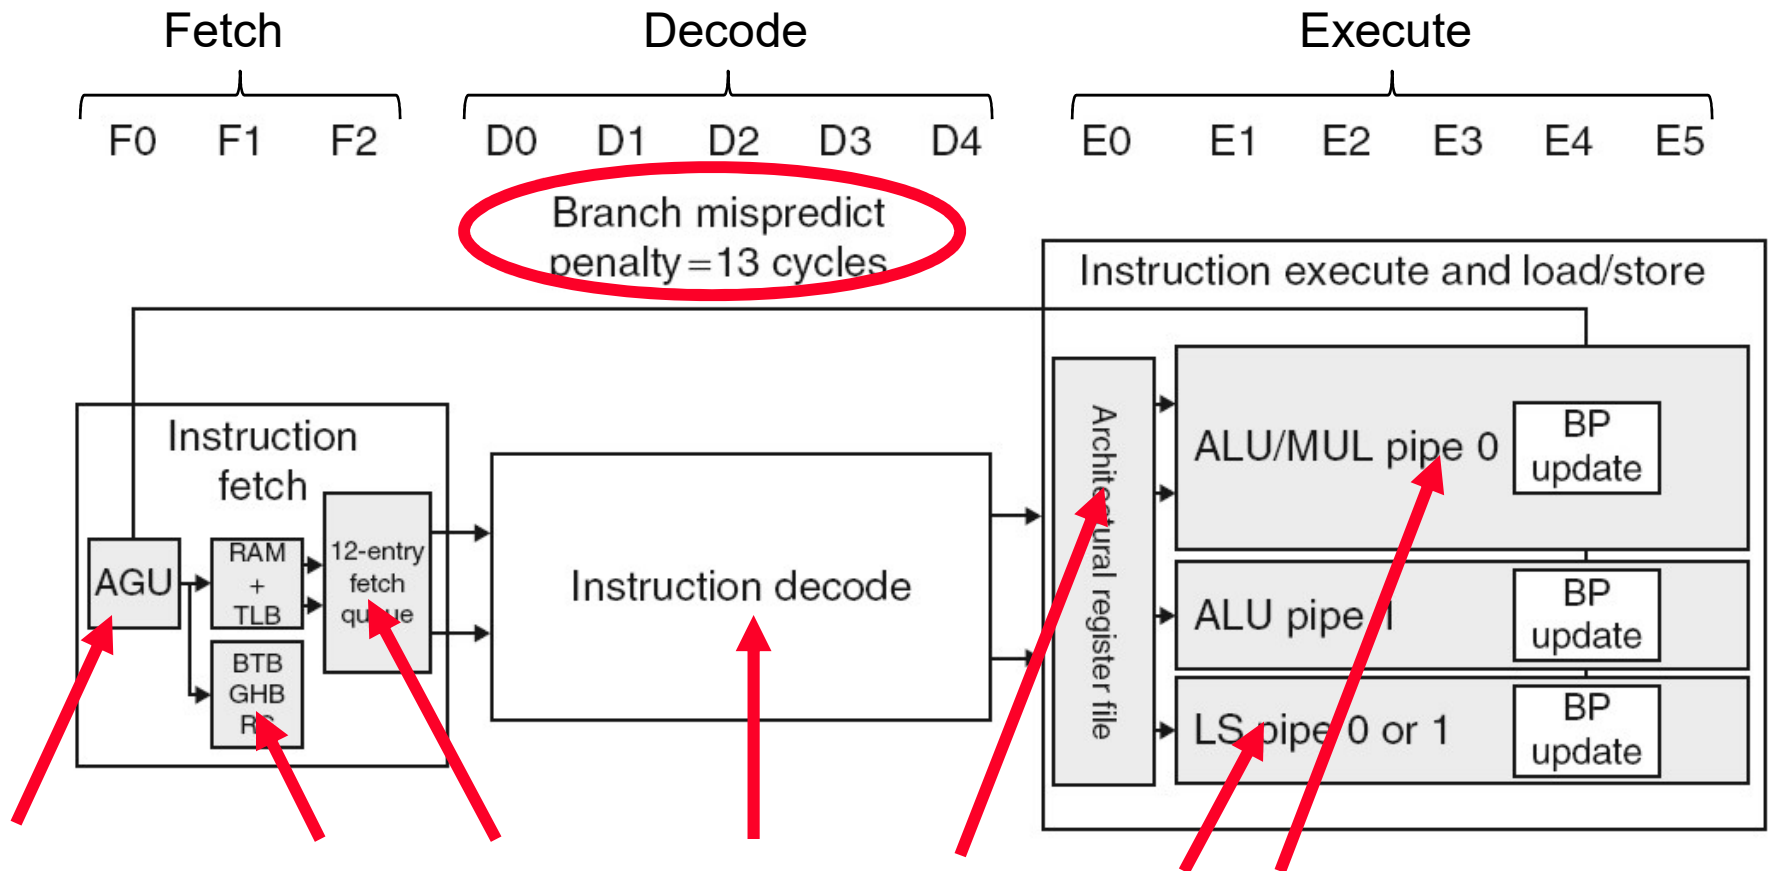 Fetch Decode Execute
F0 F1 F2 D0 D1 D2 D3 D4 E0 E1 E2 E3 E4 E5
Branch mispredict
penalty=13 cycles
Instruction execute and load/store
Instruction
fetch
AGU
RAM
+
TLB
BTB
GHB
12-entry
fetch
Instruction decode
Architectural register file
ALU/MUL pipe 0
BP
update
ALU pipe 1
BP
update
LS pipe 0 or 1
BP
update